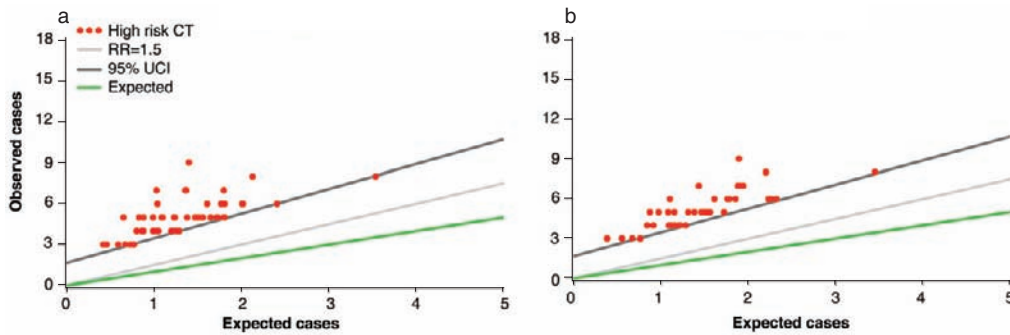 a
High risk CT
RR=1.5
95% UCI
Expected
18
15
12
9
6
3
0
Observed cases
0 1 2 3 4 5
Expected cases
b
18
15
12
9
6
3
0
0 1 2 3 4 5
Expected cases